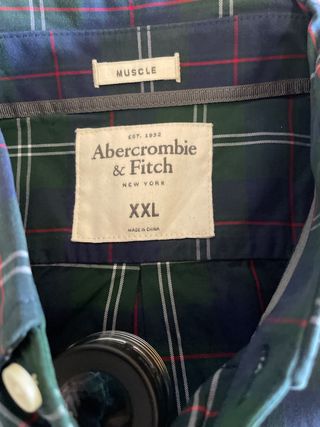 MUSCLE
EST. 1892
Abercrombie
& Fitch
NEW YORK
XXL
MADE IN CHINA